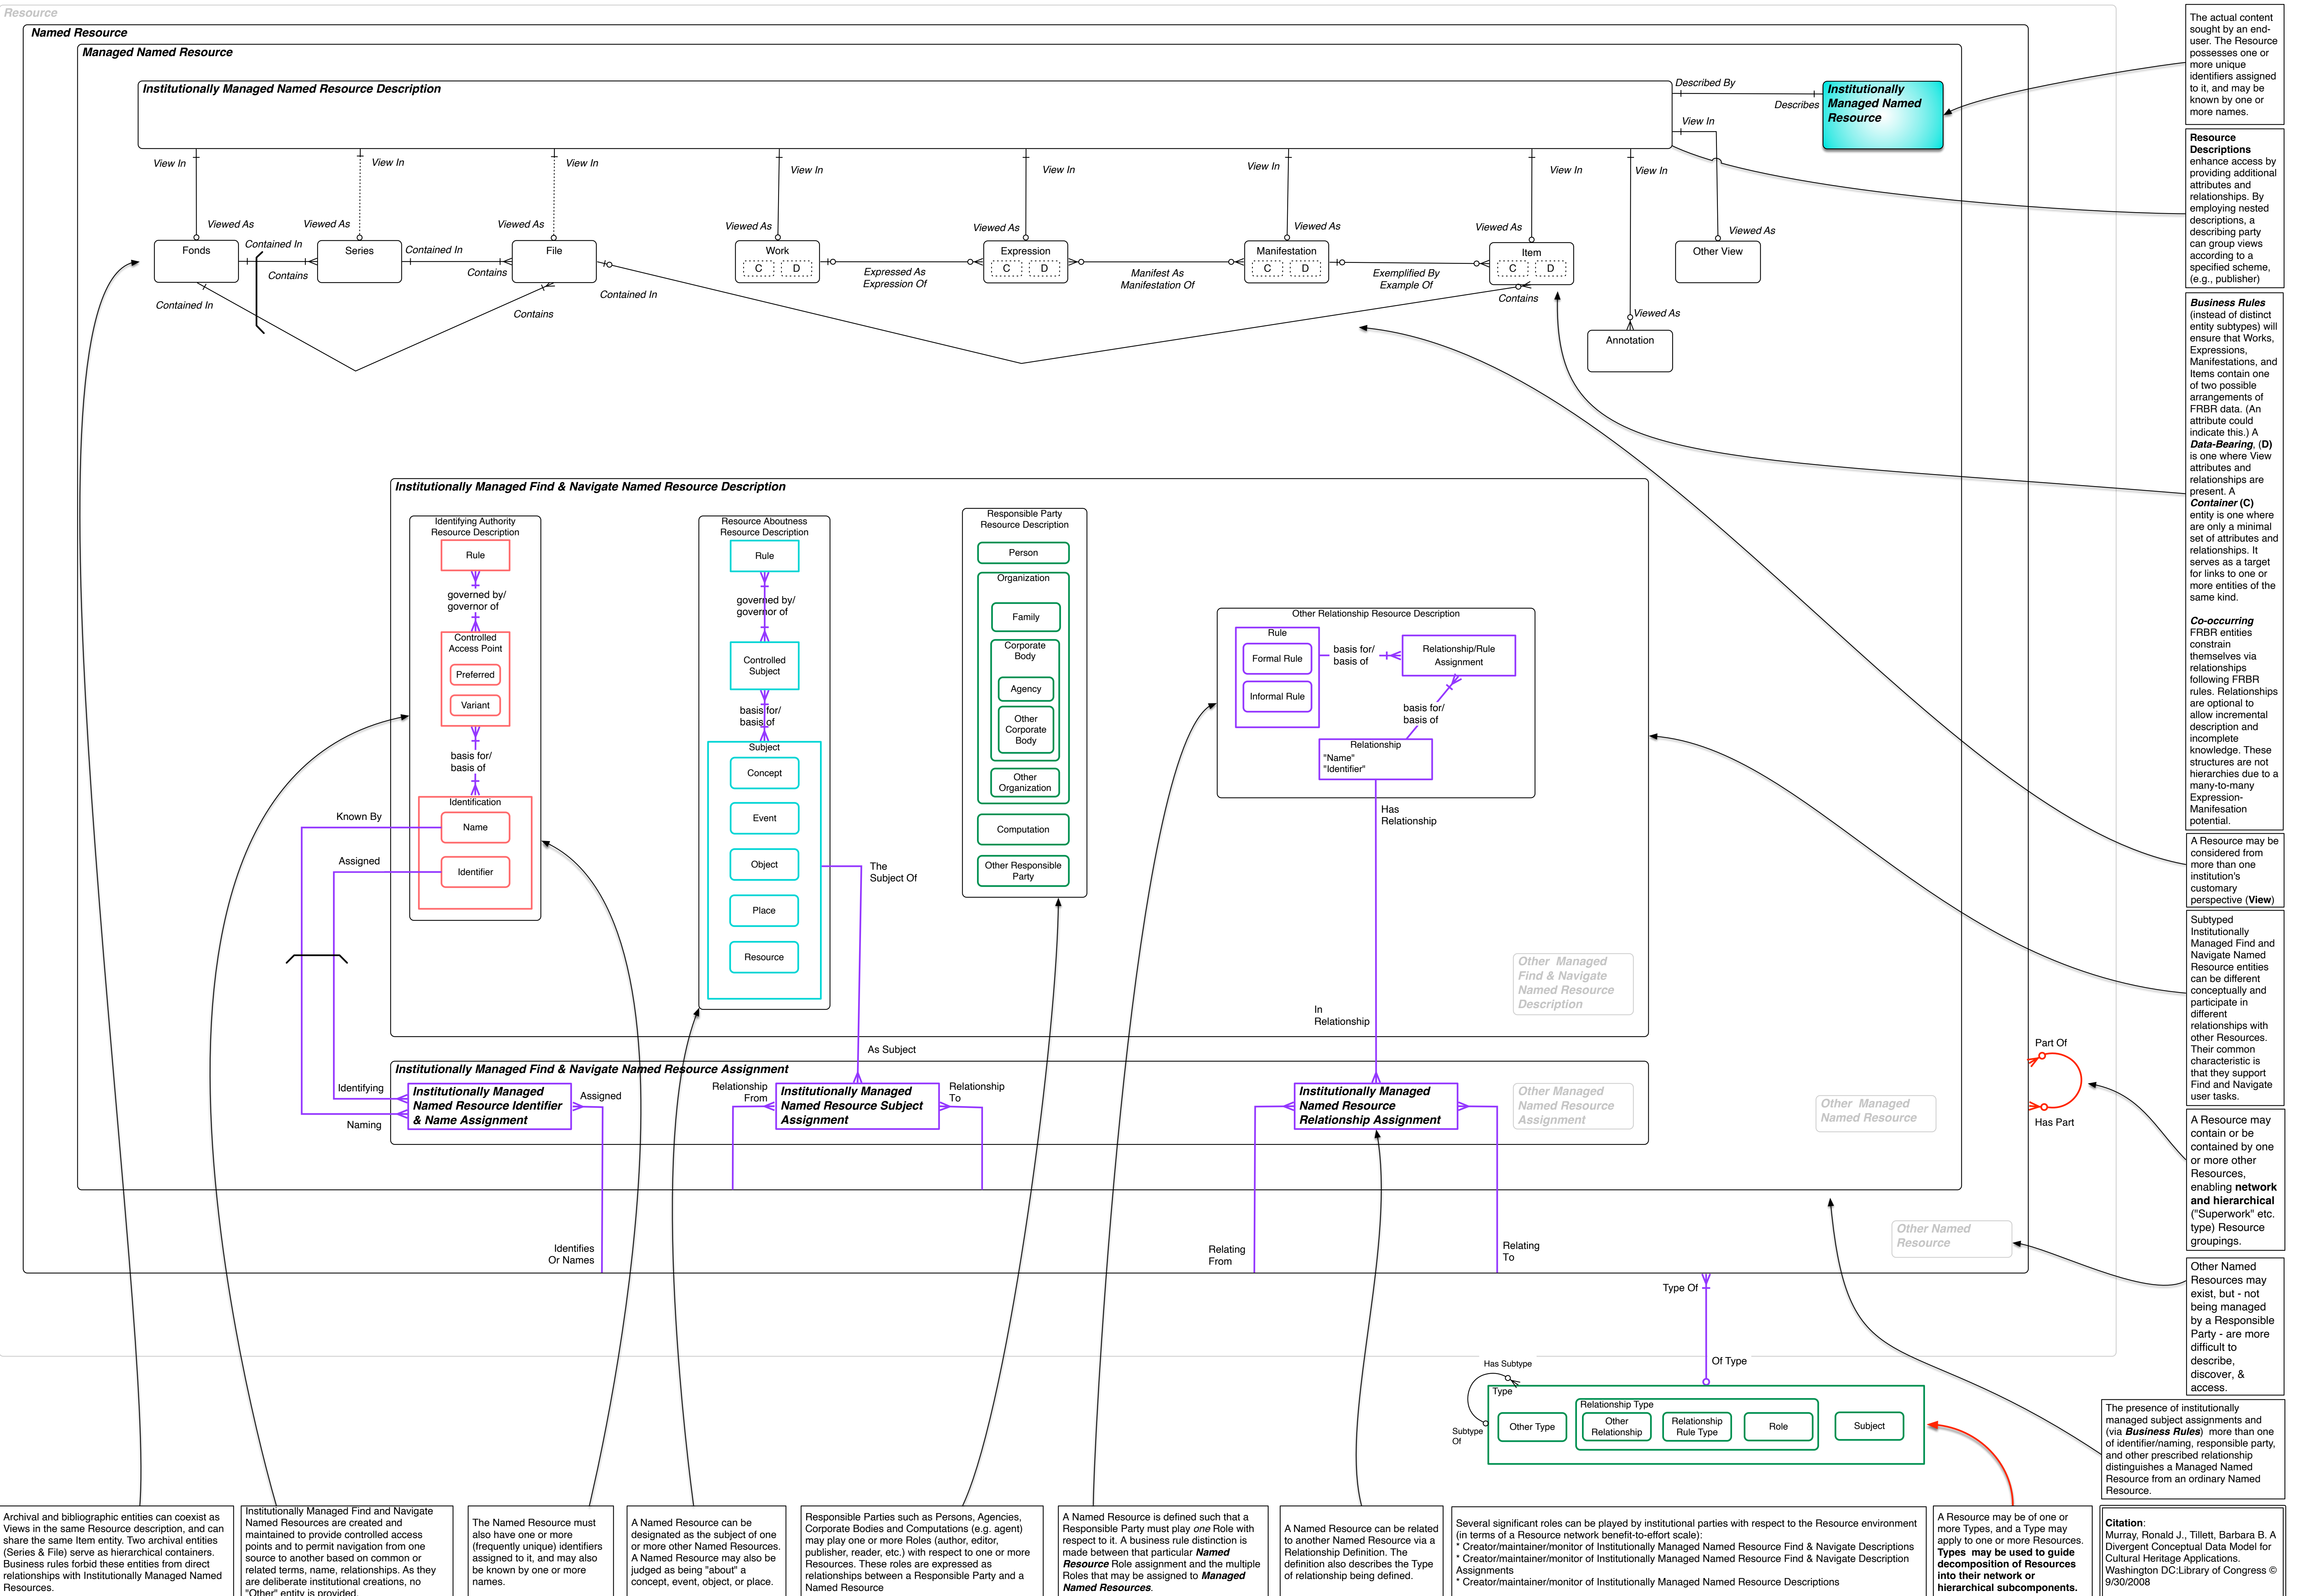 Resource
Named Resource
Managed Named Resource
Institutionally Managed Named Resource Description
Described By
Describes
Institutionally
Managed Named
Resource
View In
View In
View In
View In
View In
View In
View In
View In
View In
Viewed As
Viewed As
Viewed As
Viewed As
Viewed As
Viewed As
Viewed As
Viewed As
Viewed As
Fonds
Contained In
Contains
Series
Contained In
Contains
File
Contained In
Contains
Contained In
Contains
Work
C D
Expressed As
Expression Of
Expression
C D
Manifest As
Manifestation Of
Manifestation
C D
Exemplified By
Example Of
Item
C D
Other View
Annotation
Institutionally Managed Find & Navigate Named Resource Description
Identifying Authority
Resource Description
Rule
governed by/
governor of
Controlled
Access Point
Preferred
Variant
basis for/
basis of
Identification
Name
Identifier
Known By
Assigned
Resource Aboutness
Resource Description
Rule
governed by/
governor of
Controlled
Subject
basis for/
basis of
Subject
Concept
Event
Object
Place
Resource
The
Subject Of
Responsible Party
Resource Description
Person
Organization
Family
Corporate
Body
Agency
Other
Corporate
Body
Other
Organization
Computation
Other Responsible
Party
Other Relationship Resource Description
Rule
Formal Rule
Informal Rule
basis for/
basis of
Relationship/Rule
Assignment
basis for/
basis of
Relationship
"Name"
"Identifier"
Has
Relationship
In
Relationship
Other Managed
Find & Navigate
Named Resource
Description
As Subject
Institutionally Managed Find & Navigate Named Resource Assignment
Identifying
Naming
Institutionally Managed
Named Resource Identifier
& Name Assignment
Assigned
Relationship
From
Institutionally Managed
Named Resource Subject
Assignment
Relationship
To
Institutionally Managed
Named Resource
Relationship Assignment
Other Managed
Named Resource
Assignment
Other Managed
Named Resource
Part Of
Has Part
Identifies
Or Names
Relating
From
Relating
To
Other Named
Resource
Type Of
Of Type
Has Subtype
Subtype
Of
Type
Other Type
Relationship Type
Other
Relationship
Relationship
Rule Type
Role
Subject
The actual content
sought by an end-
user. The Resource
possesses one or
more unique
identifiers assigned
to it, and may be
known by one or
more names.
Resource
Descriptions
enhance access by
providing additional
attributes and
relationships. By
employing nested
descriptions, a
describing party
can group views
according to a
specified scheme,
(e.g., publisher)
Business Rules
(instead of distinct
entity subtypes) will
ensure that Works,
Expressions,
Manifestations, and
Items contain one
of two possible
arrangements of
FRBR data. (An
attribute could
indicate this.) A
Data-Bearing, (D)
is one where View
attributes and
relationships are
present. A
Container (C)
entity is one where
are only a minimal
set of attributes and
relationships. It
serves as a target
for links to one or
more entities of the
same kind.
Co-occurring
FRBR entities
constrain
themselves via
relationships
following FRBR
rules. Relationships
are optional to
allow incremental
description and
incomplete
knowledge. These
structures are not
hierarchies due to a
many-to-many
Expression-
Manifesation
potential.
A Resource may be
considered from
more than one
institution's
customary
perspective (View)
Subtyped
Institutionally
Managed Find and
Navigate Named
Resource entities
can be different
conceptually and
participate in
different
relationships with
other Resources.
Their common
characteristic is
that they support
Find and Navigate
user tasks.
A Resource may
contain or be
contained by one
or more other
Resources,
enabling network
and hierarchical
("Superwork" etc.
type) Resource
groupings.
Other Named
Resources may
exist, but - not
being managed
by a Responsible
Party - are more
difficult to
describe,
discover, &
access.
The presence of institutionally
managed subject assignments and
(via Business Rules) more than one
of identifier/naming, responsible party,
and other prescribed relationship
distinguishes a Managed Named
Resource from an ordinary Named
Resource.
Archival and bibliographic entities can coexist as
Views in the same Resource description, and can
share the same Item entity. Two archival entities
(Series & File) serve as hierarchical containers.
Business rules forbid these entities from direct
relationships with Institutionally Managed Named
Resources.
Institutionally Managed Find and Navigate
Named Resources are created and
maintained to provide controlled access
points and to permit navigation from one
source to another based on common or
related terms, name, relationships. As they
are deliberate institutional creations, no
"Other" entity is provided.
The Named Resource must
also have one or more
(frequently unique) identifiers
assigned to it, and may also
be known by one or more
names.
A Named Resource can be
designated as the subject of one
or more other Named Resources.
A Named Resource may also be
judged as being "about" a
concept, event, object, or place.
Responsible Parties such as Persons, Agencies,
Corporate Bodies and Computations (e.g. agent)
may play one or more Roles (author, editor,
publisher, reader, etc.) with respect to one or more
Resources. These roles are expressed as
relationships between a Responsible Party and a
Named Resource
A Named Resource is defined such that a
Responsible Party must play one Role with
respect to it. A business rule distinction is
made between that particular Named
Resource Role assignment and the multiple
Roles that may be assigned to Managed
Named Resources.
A Named Resource can be related
to another Named Resource via a
Relationship Definition. The
definition also describes the Type
of relationship being defined.
Several significant roles can be played by institutional parties with respect to the Resource environment
(in terms of a Resource network benefit-to-effort scale):
* Creator/maintainer/monitor of Institutionally Managed Named Resource Find & Navigate Descriptions
* Creator/maintainer/monitor of Institutionally Managed Named Resource Find & Navigate Description
Assignments
* Creator/maintainer/monitor of Institutionally Managed Named Resource Descriptions
A Resource may be of one or
more Types, and a Type may
apply to one or more Resources.
Types may be used to guide
decomposition of Resources
into their network or
hierarchical subcomponents.
Citation:
Murray, Ronald J., Tillett, Barbara B. A
Divergent Conceptual Data Model for
Cultural Heritage Applications.
Washington DC:Library of Congress ©
9/30/2008